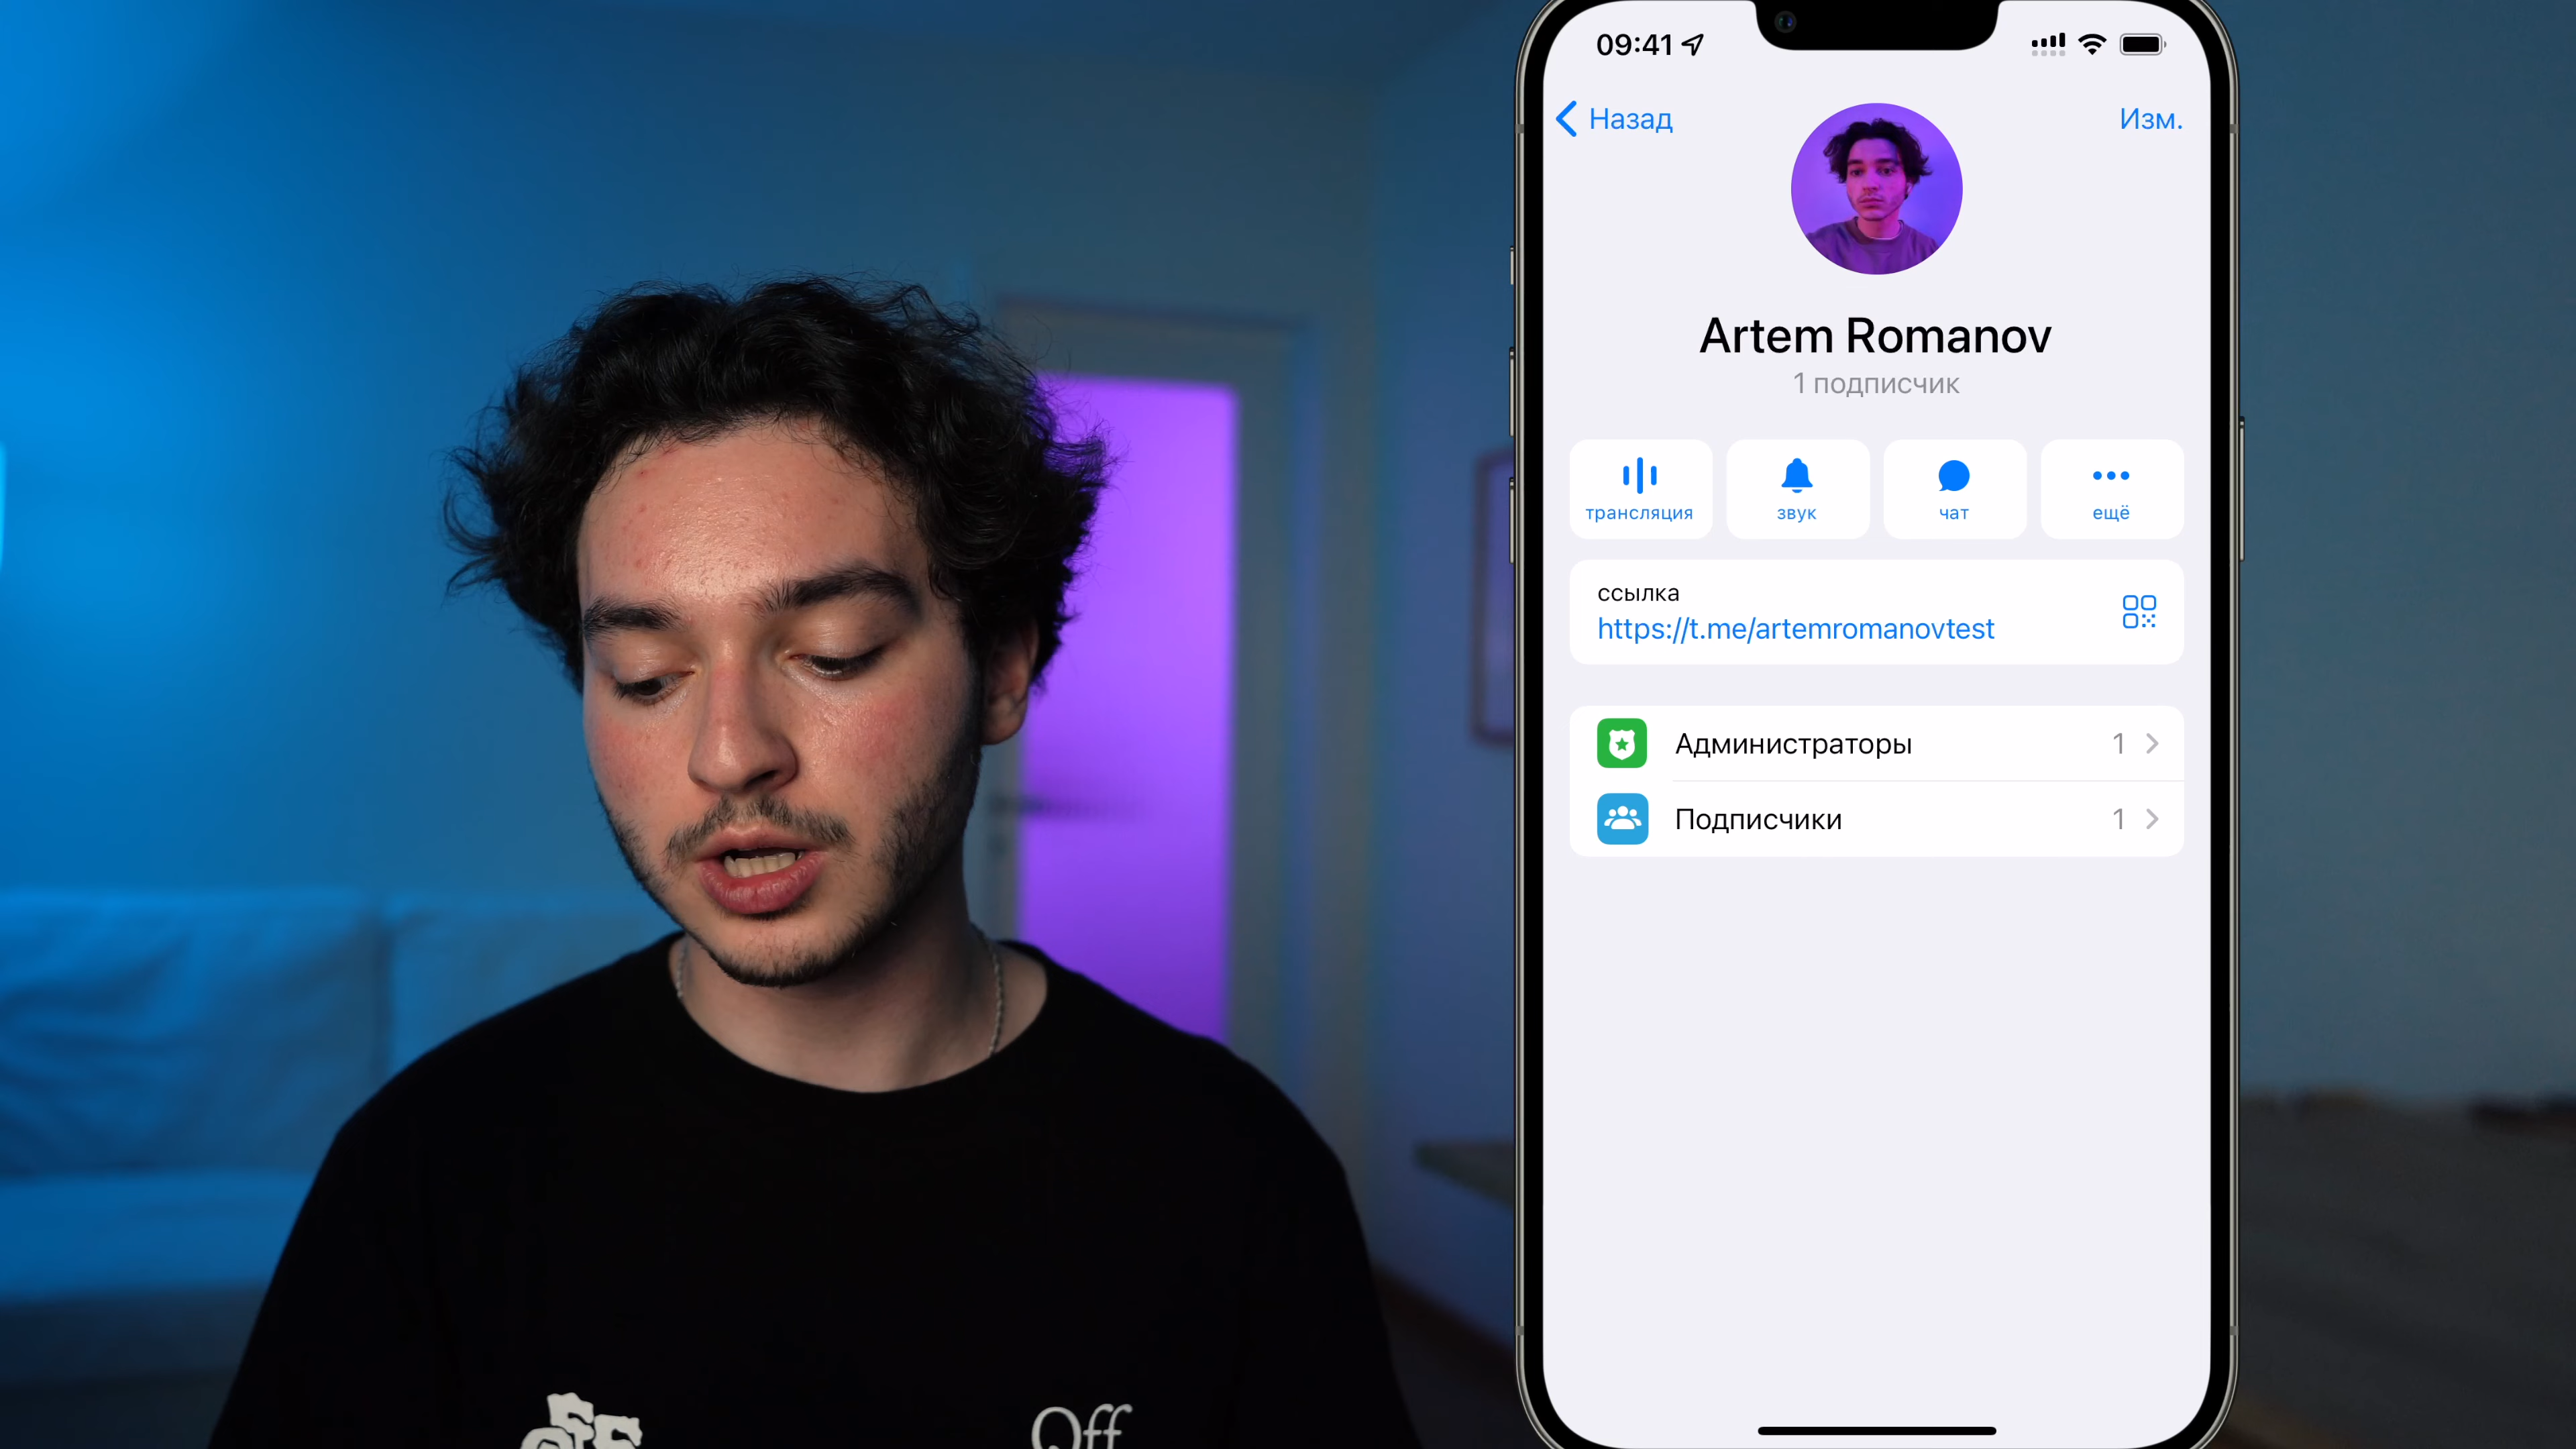 09:41
Назад
Изм.
Artem Romanov
1 подписчик
трансляция
звук
чат
ещё
ссылка
https://t.me/artemromanovtest
Администраторы 1
Подписчики 1
Off